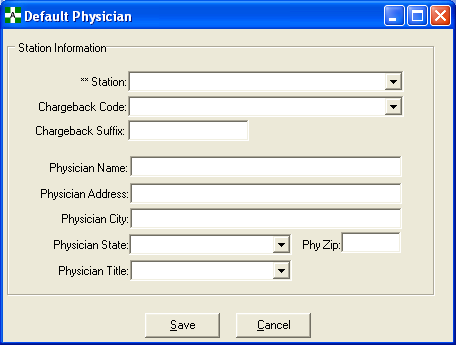 Default Physician
Station Information
** Station:
Chargeback Code:
Chargeback Suffix:
Physician Name:
Physician Address:
Physician City:
Physician State: Phy Zip:
Physician Title:
Save Cancel